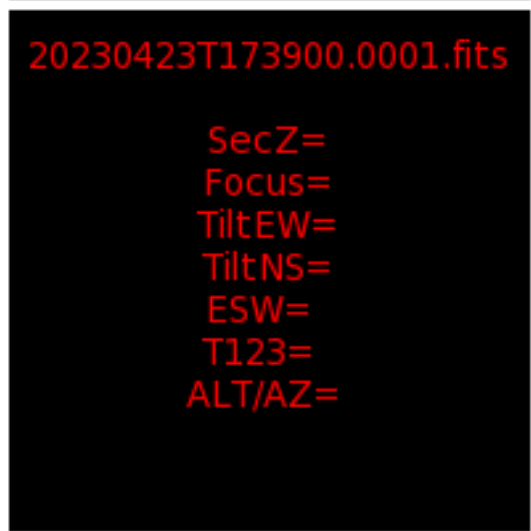 20230423T173900.0001.fits
SecZ=
Focus=
TiltEW=
TiltNS=
ESW=
T123=
ALT/AZ=